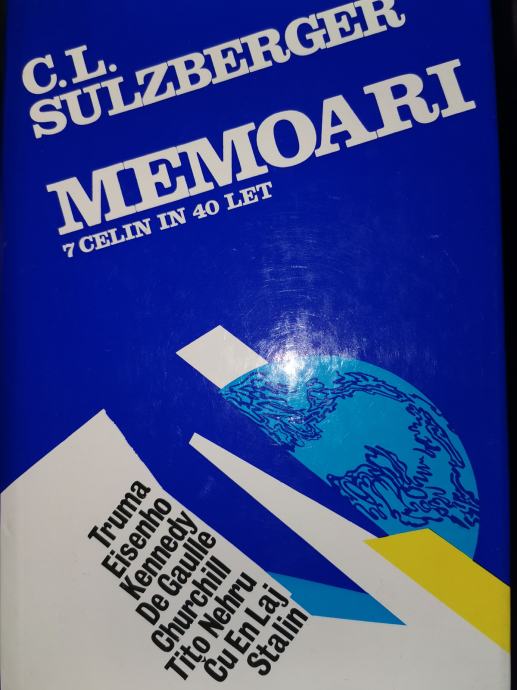 C.L.
SULZBERGER
MEMOARI
7 CELIN IN 40 LET
Truma
Eisenho
Kennedy
De Gaulle
Churchill
Tito Nehru
Ču En Laj
Stalin